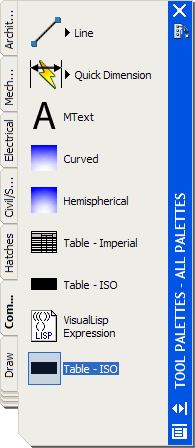 Archit...
Mech...
Electrical
Civil/S...
Hatches
Com...
Draw
Line
Quick Dimension
A MText
Curved
Hemispherical
Table - Imperial
Table - ISO
LISP
VisualLisp
Expression
Table - ISO
TOOL PALETTES - ALL PALETTES